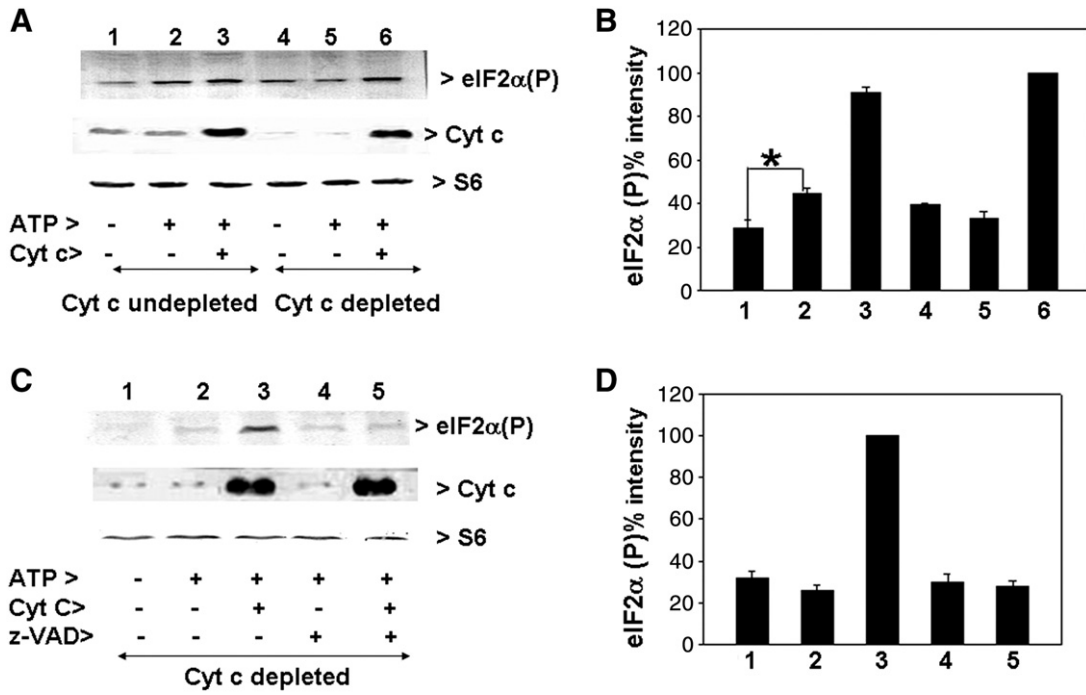 A
1 2 3 4 5 6
> eIF2α(P)
> Cyt c
> S6
ATP > - + + - + +
Cyt c> - - + - - +
Cyt c undepleted Cyt c depleted
B
eIF2α (P)% intensity
120
100
80
60
40
20
0
*
1 2 3 4 5 6
C
1 2 3 4 5
> eIF2α(P)
> Cyt c
> S6
ATP > - + + + +
Cyt C> - - + - +
z-VAD> - - - + +
Cyt c depleted
D
eIF2α (P)% intensity
120
100
80
60
40
20
0
1 2 3 4 5